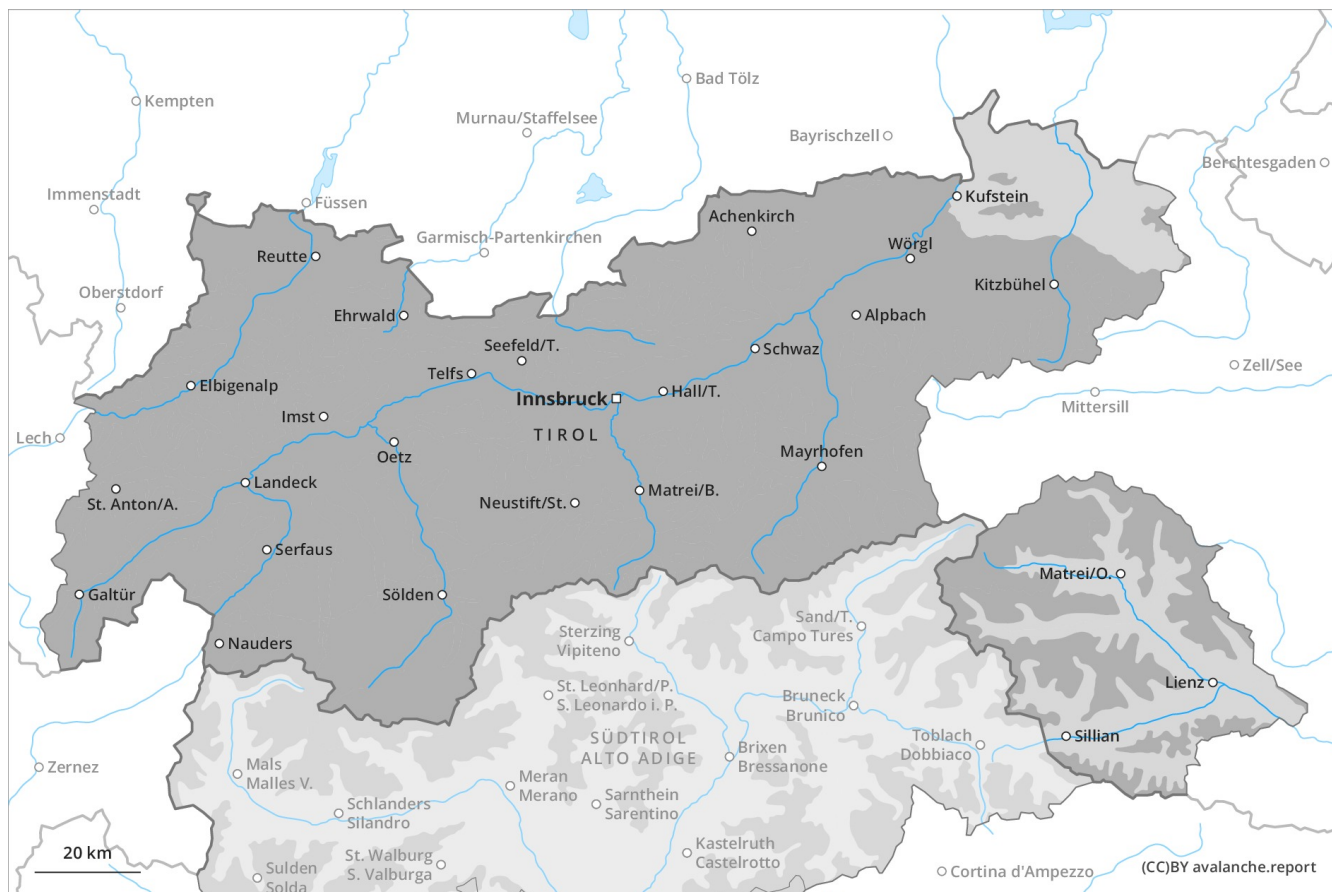 Kempten
Bad Tölz
Murnau/Staffelsee
Bayrischzell
Berchtesgaden
Immenstadt
Füssen
Kufstein
Achenkirch
Garmisch-Partenkirchen
Wörgl
Reutte
Kitzbühel
Oberstdorf
Ehrwald
Alpbach
Seefeld/T.
Schwaz
Zell/See
Telfs
Elbigenalp
Hall/T.
Innsbruck
Mittersill
Imst
TIROL
Lech
Oetz
Mayrhofen
Landeck
Matrei/B.
St. Anton/A.
Neustift/St.
Serfaus
Matrei/O.
Galtür
Sölden
Sand/T.
Campo Tures
Sterzing
Vipiteno
Nauders
Lienz
St. Leonhard/P.
S. Leonardo i. P.
Bruneck
Brunico
Sillian
Toblach
Dobbiaco
SÜDTIROL
ALTO ADIGE
Brixen
Bressanone
Zernez
Mals
Malles V.
Meran
Merano
Sarnthein
Sarentino
Schlanders
Silandro
Kastelruth
Castelrotto
20 km
St. Walburg
S. Valburga
Sulden
Solda
Cortina d'Ampezzo
(CC)BY avalanche.report